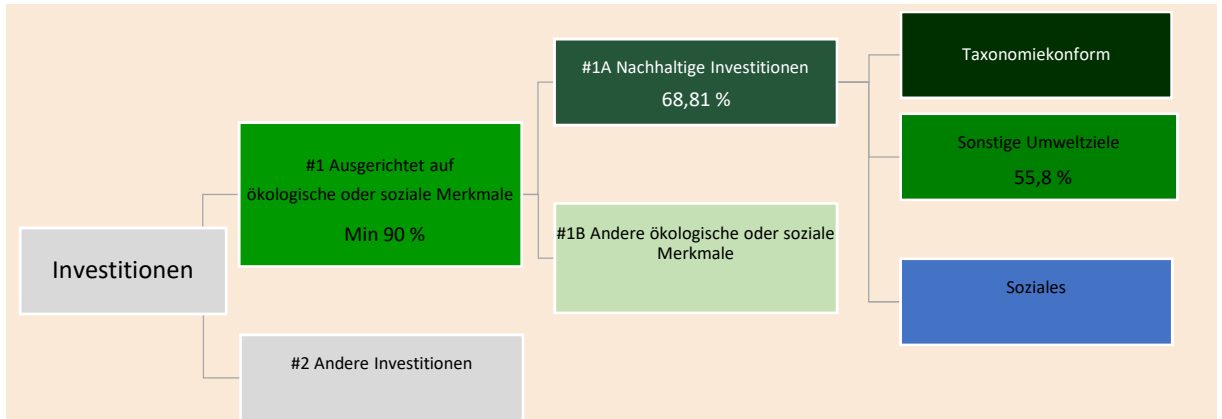 Investitionen
#1 Ausgerichtet auf
ökologische oder soziale Merkmale
Min 90 %
#2 Andere Investitionen
#1A Nachhaltige Investitionen
68,81 %
#1B Andere ökologische oder soziale
Merkmale
Taxonomiekonform
Sonstige Umweltziele
55,8 %
Soziales